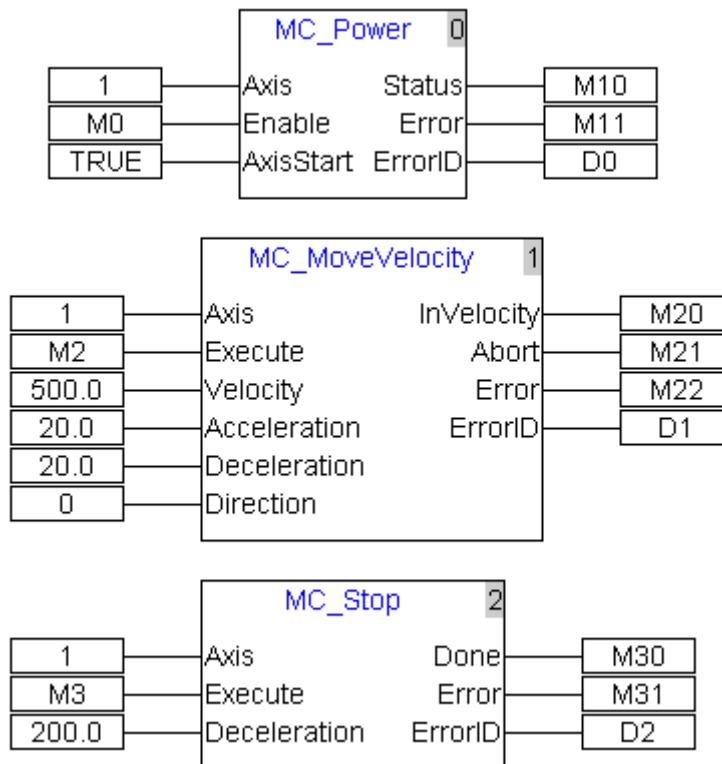 MC_Power 0
1 Axis Status M10
M0 Enable Error M11
TRUE AxisStart ErrorID D0
MC_MoveVelocity 1
1 Axis InVelocity M20
M2 Execute Abort M21
500.0 Velocity Error M22
20.0 Acceleration ErrorID D1
20.0 Deceleration
0 Direction
MC_Stop 2
1 Axis Done M30
M3 Execute Error M31
200.0 Deceleration ErrorID D2